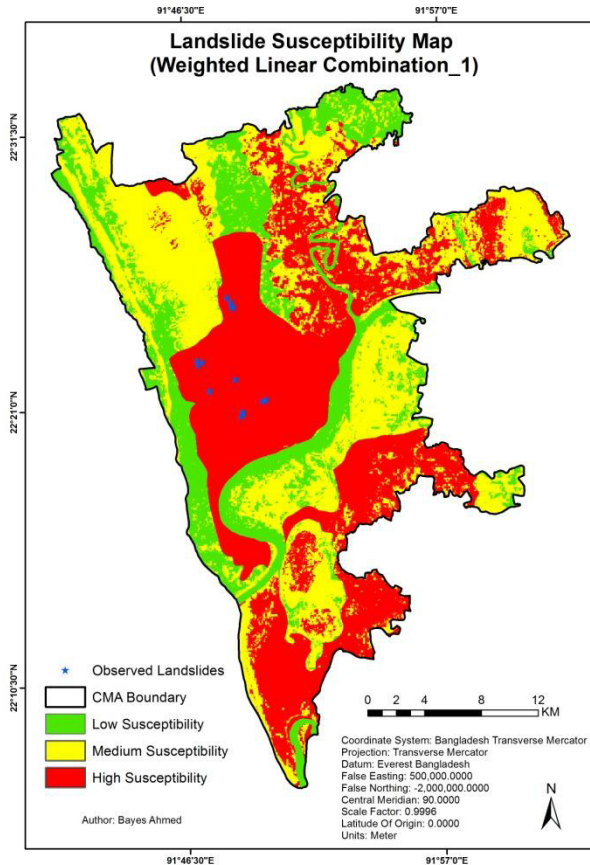 91°46'30"E
91°57'0"E
Landslide Susceptibility Map
(Weighted Linear Combination_1)
22°31'30"N
22°21'0"N
22°10'30"N
Observed Landslides
CMA Boundary
Low Susceptibility
Medium Susceptibility
High Susceptibility
Author: Bayes Ahmed
0 2 4 8 12
KM
Coordinate System: Bangladesh Transverse Mercator
Projection: Transverse Mercator
Datum: Everest Bangladesh
False Easting: 500,000.0000
False Northing: -2,000,000.0000
Central Meridian: 90.0000
Scale Factor: 0.9996
Latitude Of Origin: 0.0000
Units: Meter
N
91°46'30"E
91°57'0"E